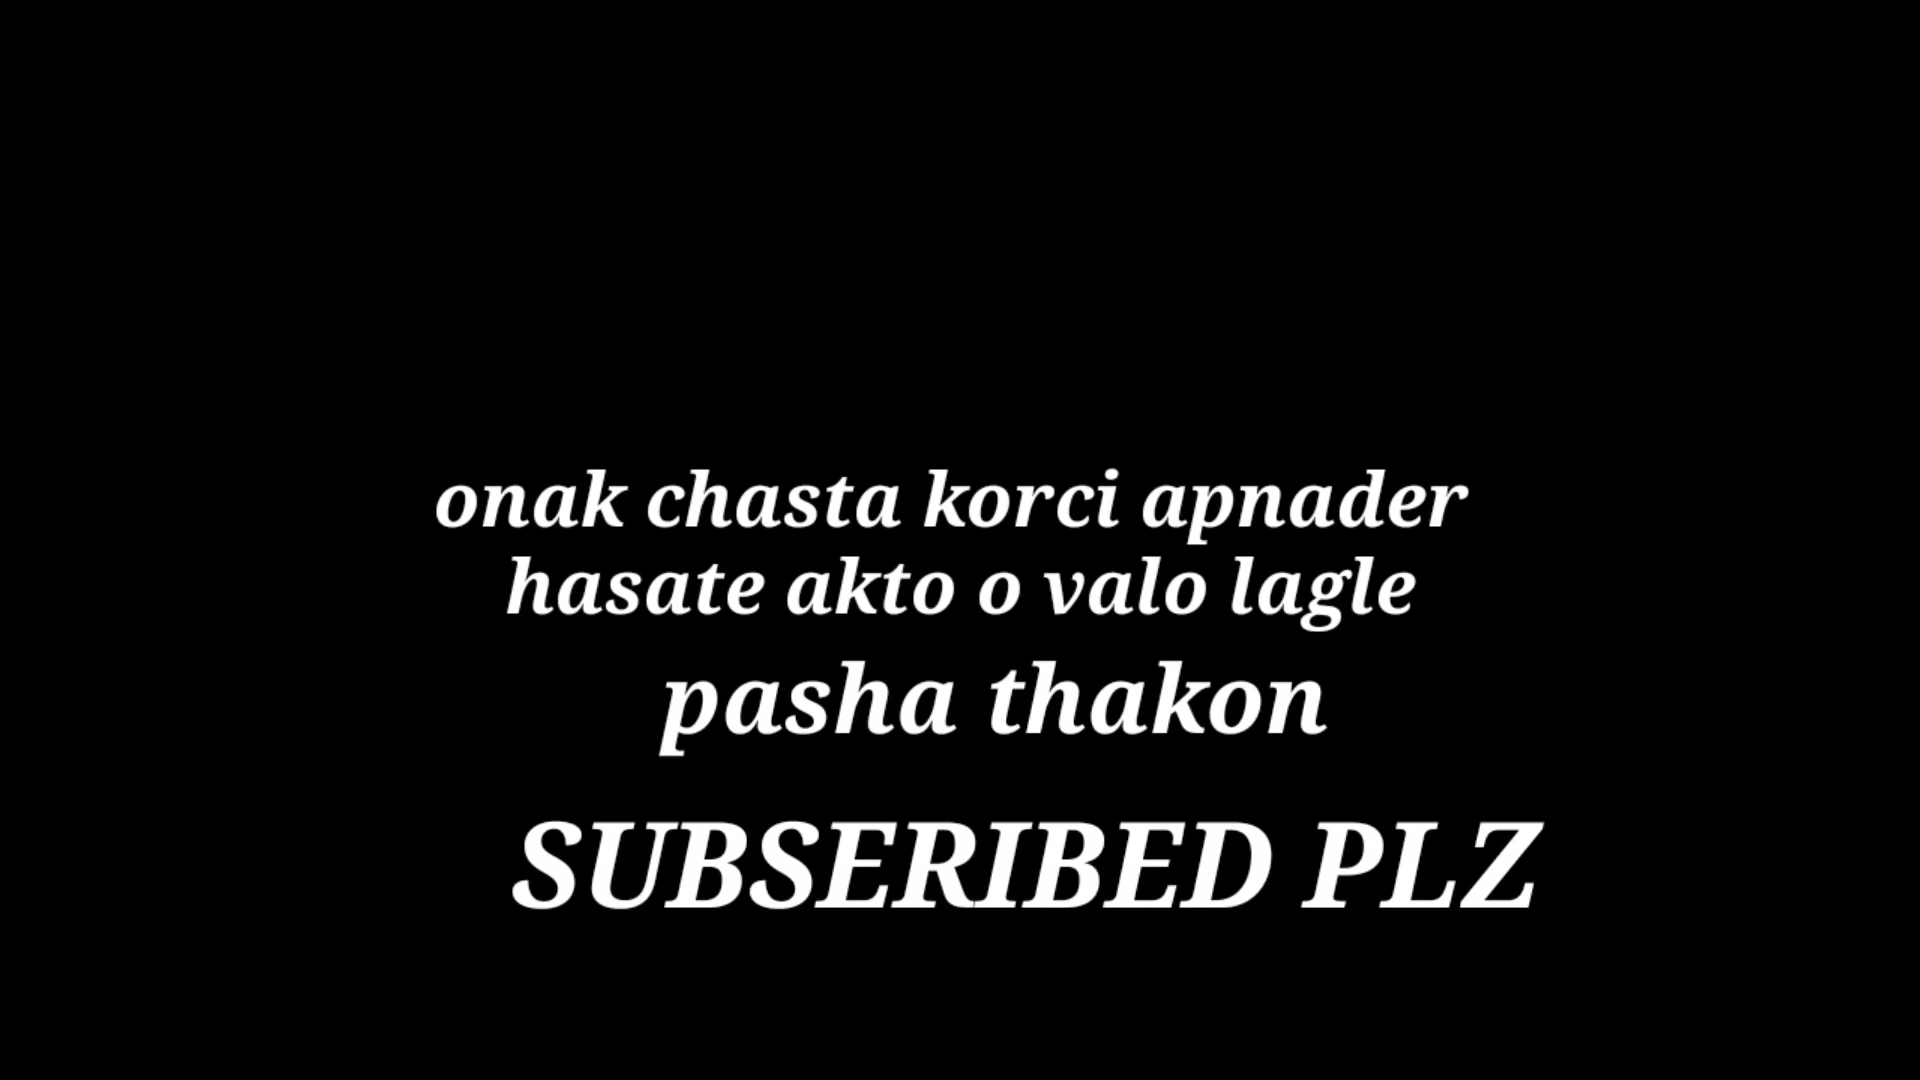 onak chasta korci apnader
hasate akto o valo lagle
pasha thakon
SUBSERIBED PLZ